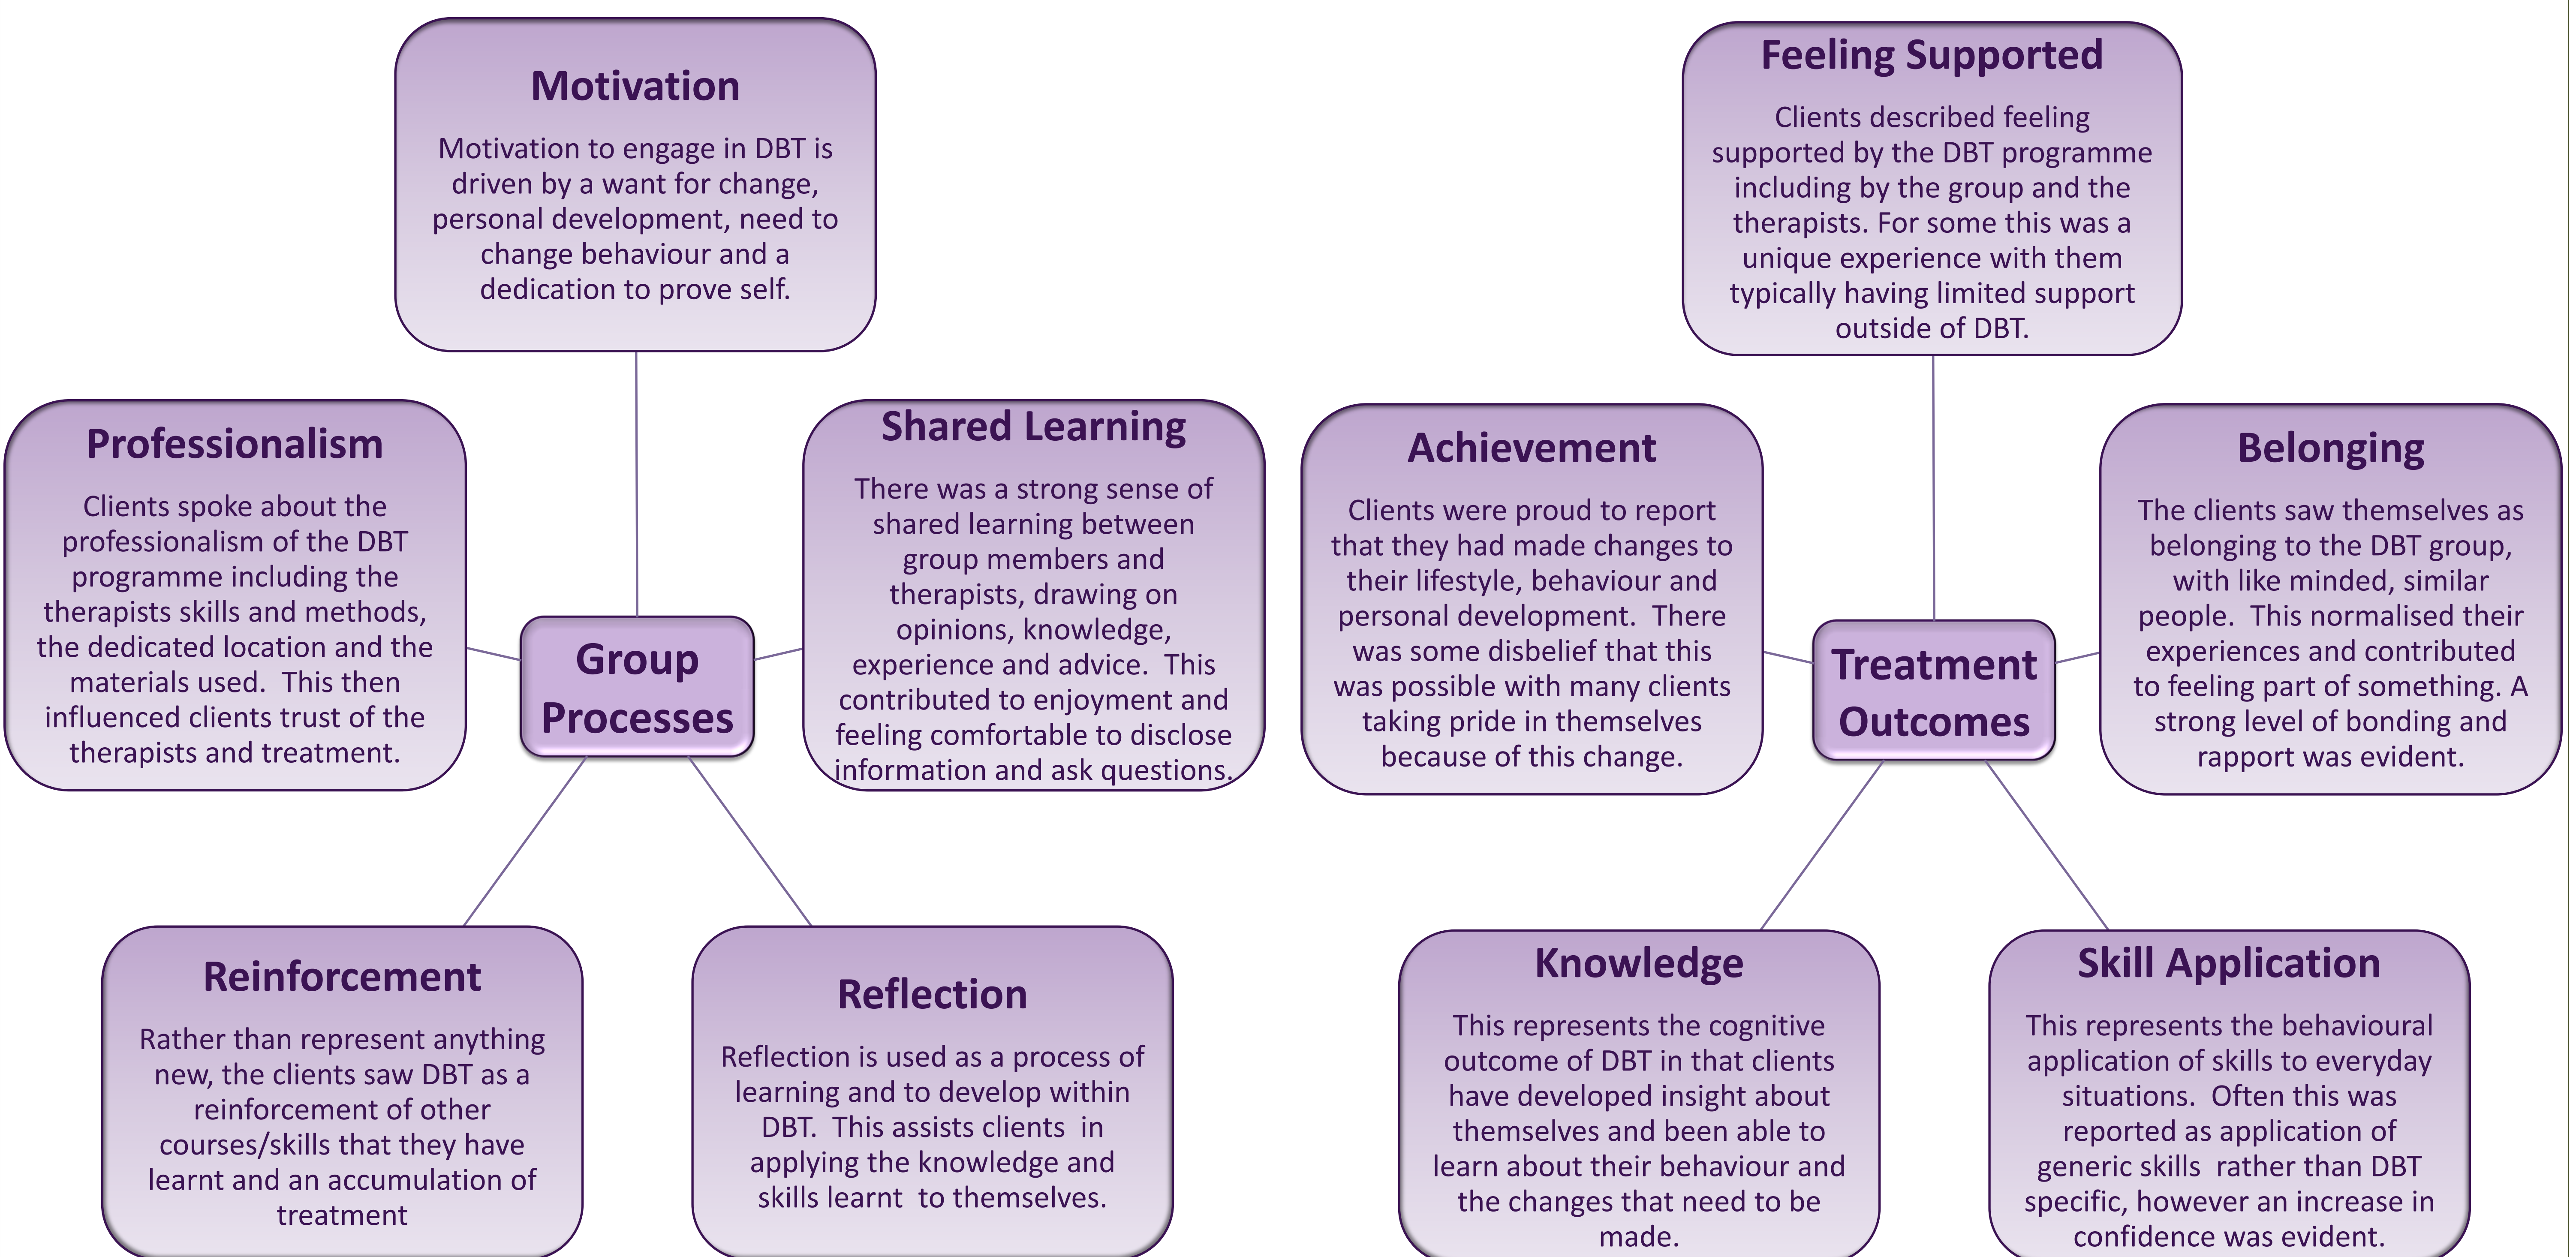 Motivation
Motivation to engage in DBT is
driven by a want for change,
personal development, need to
change behaviour and a
dedication to prove self.
Professionalism
Clients spoke about the
professionalism of the DBT
programme including the
therapists skills and methods,
the dedicated location and the
materials used.  This then
influenced clients trust of the
therapists and treatment.
Group
Processes
Shared Learning
There was a strong sense of
shared learning between
group members and
therapists, drawing on
opinions, knowledge,
experience and advice.  This
contributed to enjoyment and
feeling comfortable to disclose
information and ask questions.
Reinforcement
Rather than represent anything
new, the clients saw DBT as a
reinforcement of other
courses/skills that they have
learnt and an accumulation of
treatment
Reflection
Reflection is used as a process of
learning and to develop within
DBT.  This assists clients  in
applying the knowledge and
skills learnt  to themselves.
Feeling Supported
Clients described feeling
supported by the DBT programme
including by the group and the
therapists. For some this was a
unique experience with them
typically having limited support
outside of DBT.
Achievement
Clients were proud to report
that they had made changes to
their lifestyle, behaviour and
personal development.  There
was some disbelief that this
was possible with many clients
taking pride in themselves
because of this change.
Treatment
Outcomes
Belonging
The clients saw themselves as
belonging to the DBT group,
with like minded, similar
people.  This normalised their
experiences and contributed
to feeling part of something. A
strong level of bonding and
rapport was evident.
Knowledge
This represents the cognitive
outcome of DBT in that clients
have developed insight about
themselves and been able to
learn about their behaviour and
the changes that need to be
made.
Skill Application
This represents the behavioural
application of skills to everyday
situations.  Often this was
reported as application of
generic skills  rather than DBT
specific, however an increase in
confidence was evident.